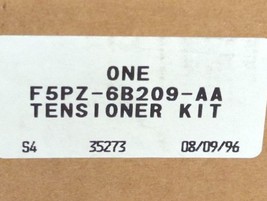 ONE
F5PZ-6B209-AA
TENSIONER KIT
S4 35273 08/09/96